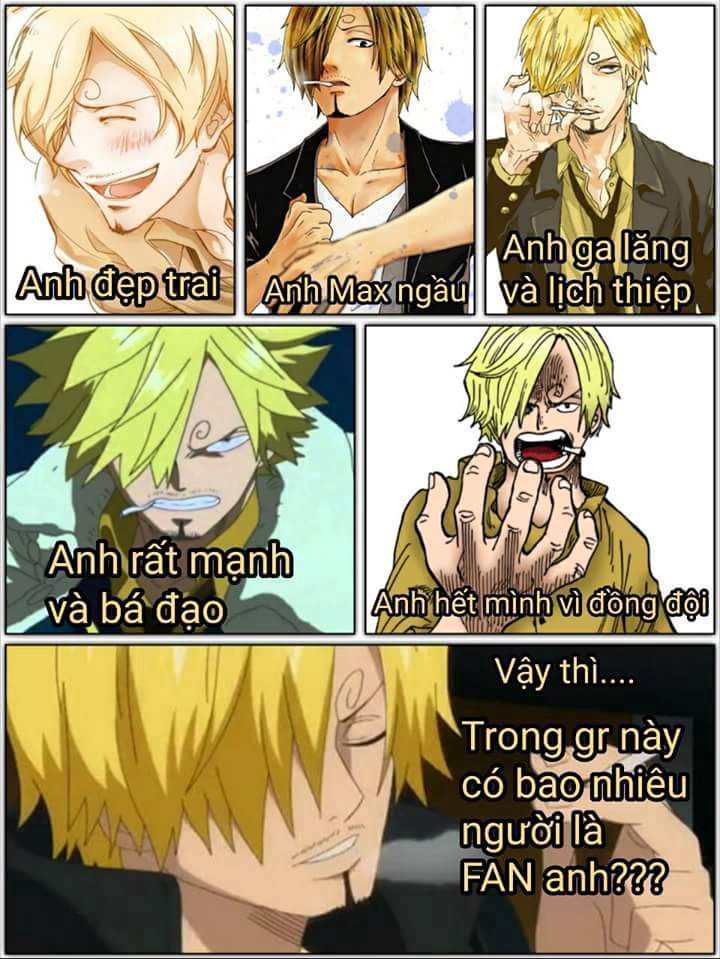 Anh đẹp trai
Anh Max ngầu
Anh ga lăng
và lịch thiệp
Anh rất mạnh
và bá đạo
Anh hết mình vì đồng đội
Vậy thì....
Trong gr này
có bao nhiêu
người là
FAN anh???